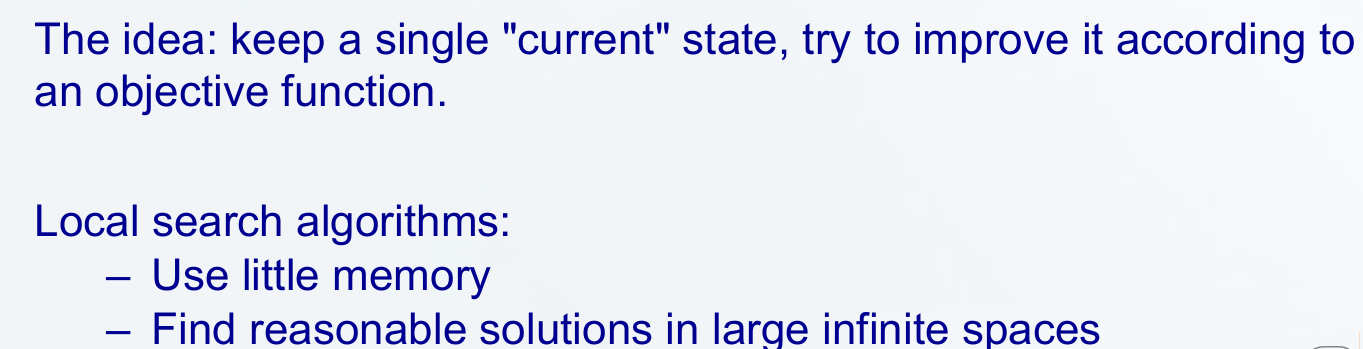 The idea: keep a single "current" state, try to improve it according to
an objective function.
Local search algorithms:
– Use little memory
– Find reasonable solutions in large infinite spaces